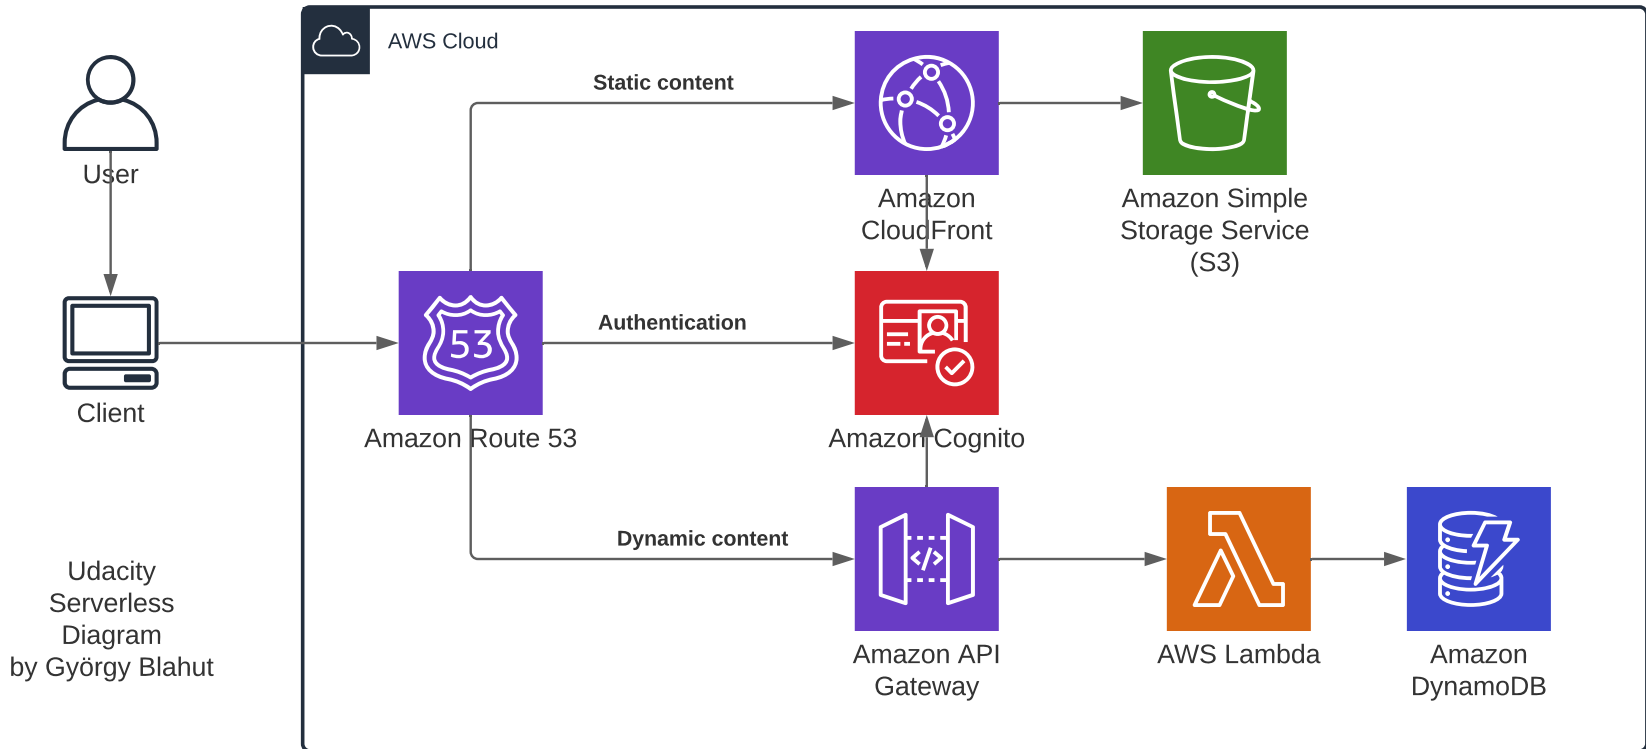 AWS Cloud
Static content
User
Amazon
CloudFront
Amazon Simple
Storage Service
(S3)
53
Authentication
Client
Amazon Route 53
Amazon Cognito
Dynamic content
</>
Udacity
Serverless
Diagram
by György Blahut
Amazon API
Gateway
AWS Lambda
Amazon
DynamoDB